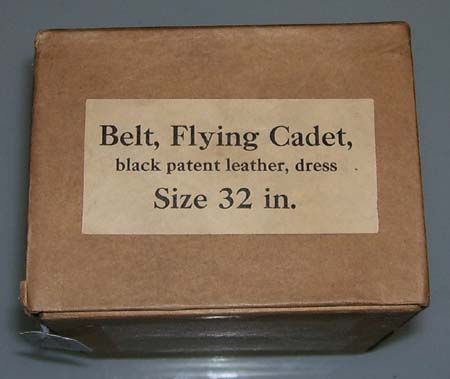 Belt, Flying Cadet,
black patent leather, dress
Size 32 in.